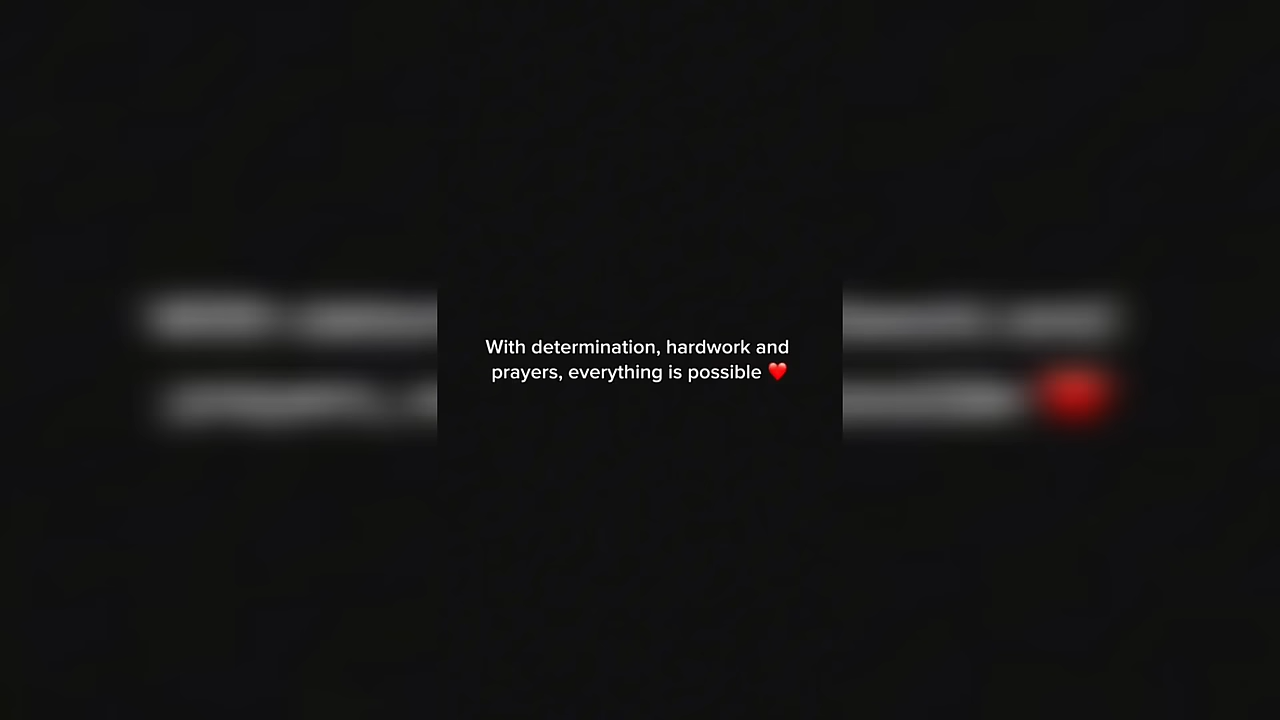 With determination, hardwork and
prayers, everything is possible ❤️